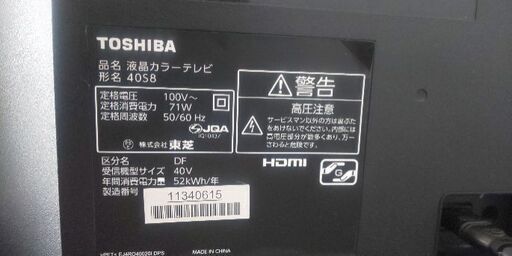 TOSHIBA
品名 液晶カラーテレビ
形名 40S8
定格電圧 100V～
定格消費電力 71W
定格周波数 50/60 Hz
JQA
株式会社 東芝
区分名 DF
受信機型サイズ 40V
年間消費電力量 52kWh/年
製造番号
11340615
警告
高圧注意
サービスマン以外の方は裏ぶた
をあけないでください。内部には
高電圧部分が数多くあり、万一
さわると危険です。
HDMI
G
MADE IN CHINA